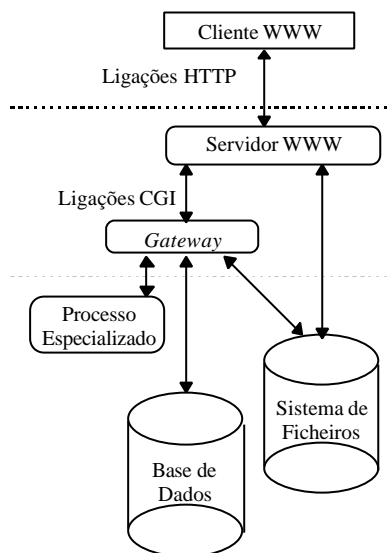 Cliente WWW
Ligações HTTP
Servidor WWW
Ligações CGI
Gateway
Processo
Especializado
Sistema de
Ficheiros
Base de
Dados